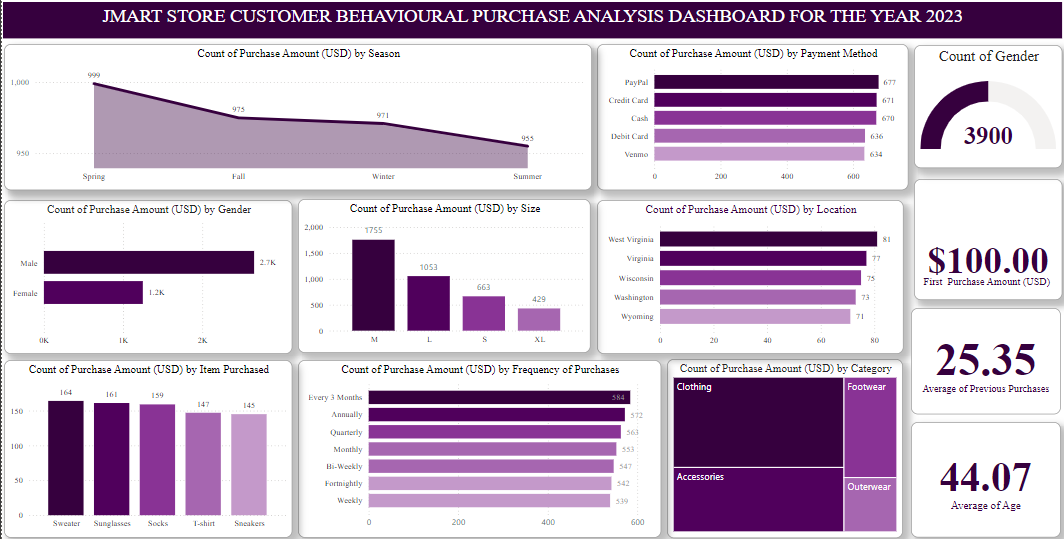 JMART STORE CUSTOMER BEHAVIOURAL PURCHASE ANALYSIS DASHBOARD FOR THE YEAR 2023
Count of Purchase Amount (USD) by Season
1,000
950
999
975
971
955
Spring
Fall
Winter
Summer
Count of Purchase Amount (USD) by Payment Method
PayPal 677
Credit Card 671
Cash 670
Debit Card 636
Venmo 634
0 200 400 600
Count of Gender
3900
Count of Purchase Amount (USD) by Gender
Male 2.7K
Female 1.2K
0K 1K 2K
Count of Purchase Amount (USD) by Size
2,000
1,500
1,000
500
0
1755
1053
663
429
M L S XL
Count of Purchase Amount (USD) by Location
West Virginia 81
Virginia 77
Wisconsin 75
Washington 73
Wyoming 71
0 20 40 60 80
$100.00
First Purchase Amount (USD)
25.35
Average of Previous Purchases
Count of Purchase Amount (USD) by Item Purchased
150
100
50
0
164
161
159
147
145
Sweater Sunglasses Socks T-shirt Sneakers
Count of Purchase Amount (USD) by Frequency of Purchases
Every 3 Months 584
Annually 572
Quarterly 563
Monthly 553
Bi-Weekly 547
Fortnightly 542
Weekly 539
0 200 400 600
Count of Purchase Amount (USD) by Category
Clothing
Accessories
Footwear
Outerwear
44.07
Average of Age